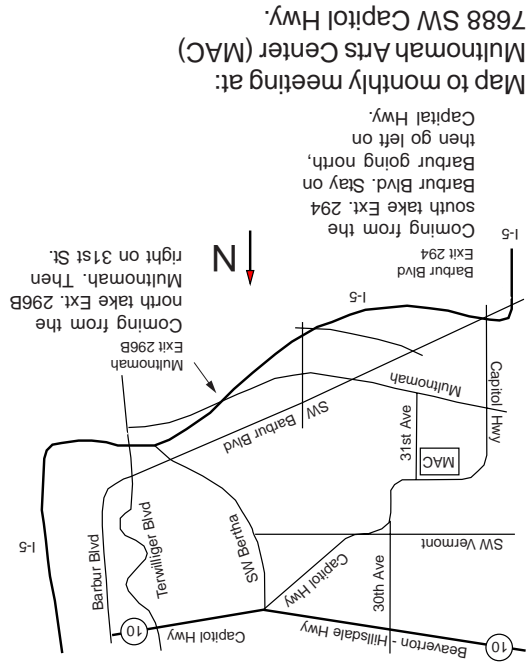 10
Beaverton - Hillsdale Hwy
Capitol Hwy
10
30th Ave
Capitol Hwy
SW Bertha
Terwilliger Blvd
Barbur Blvd
I-5
SW Vermont
MAC
31st Ave
Capitol Hwy
Multnomah
SW
Barbur Blvd
I-5
I-5
Multnomah
Exit 296B
Coming from the
north take Ext. 296B
Multnomah. Then
right on 31st St.
N
Barbur Blvd
Exit 294
Coming from the
south take Ext. 294
Barbur Blvd. Stay on
Barbur going north,
then go left on
Capital Hwy.
Map to monthly meeting at:
Multnomah Arts Center (MAC)
7688 SW Capitol Hwy.